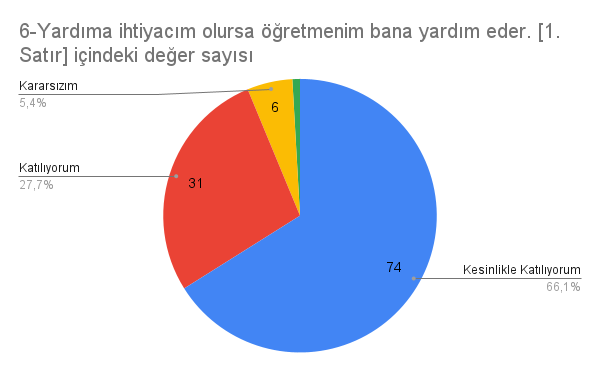 6-Yardıma ihtiyacım olursa öğretmenim bana yardım eder. [1.
Satır] içindeki değer sayısı
Kararsızım
5,4%
6
Katılıyorum
27,7%
31
74
Kesinlikle Katılıyorum
66,1%